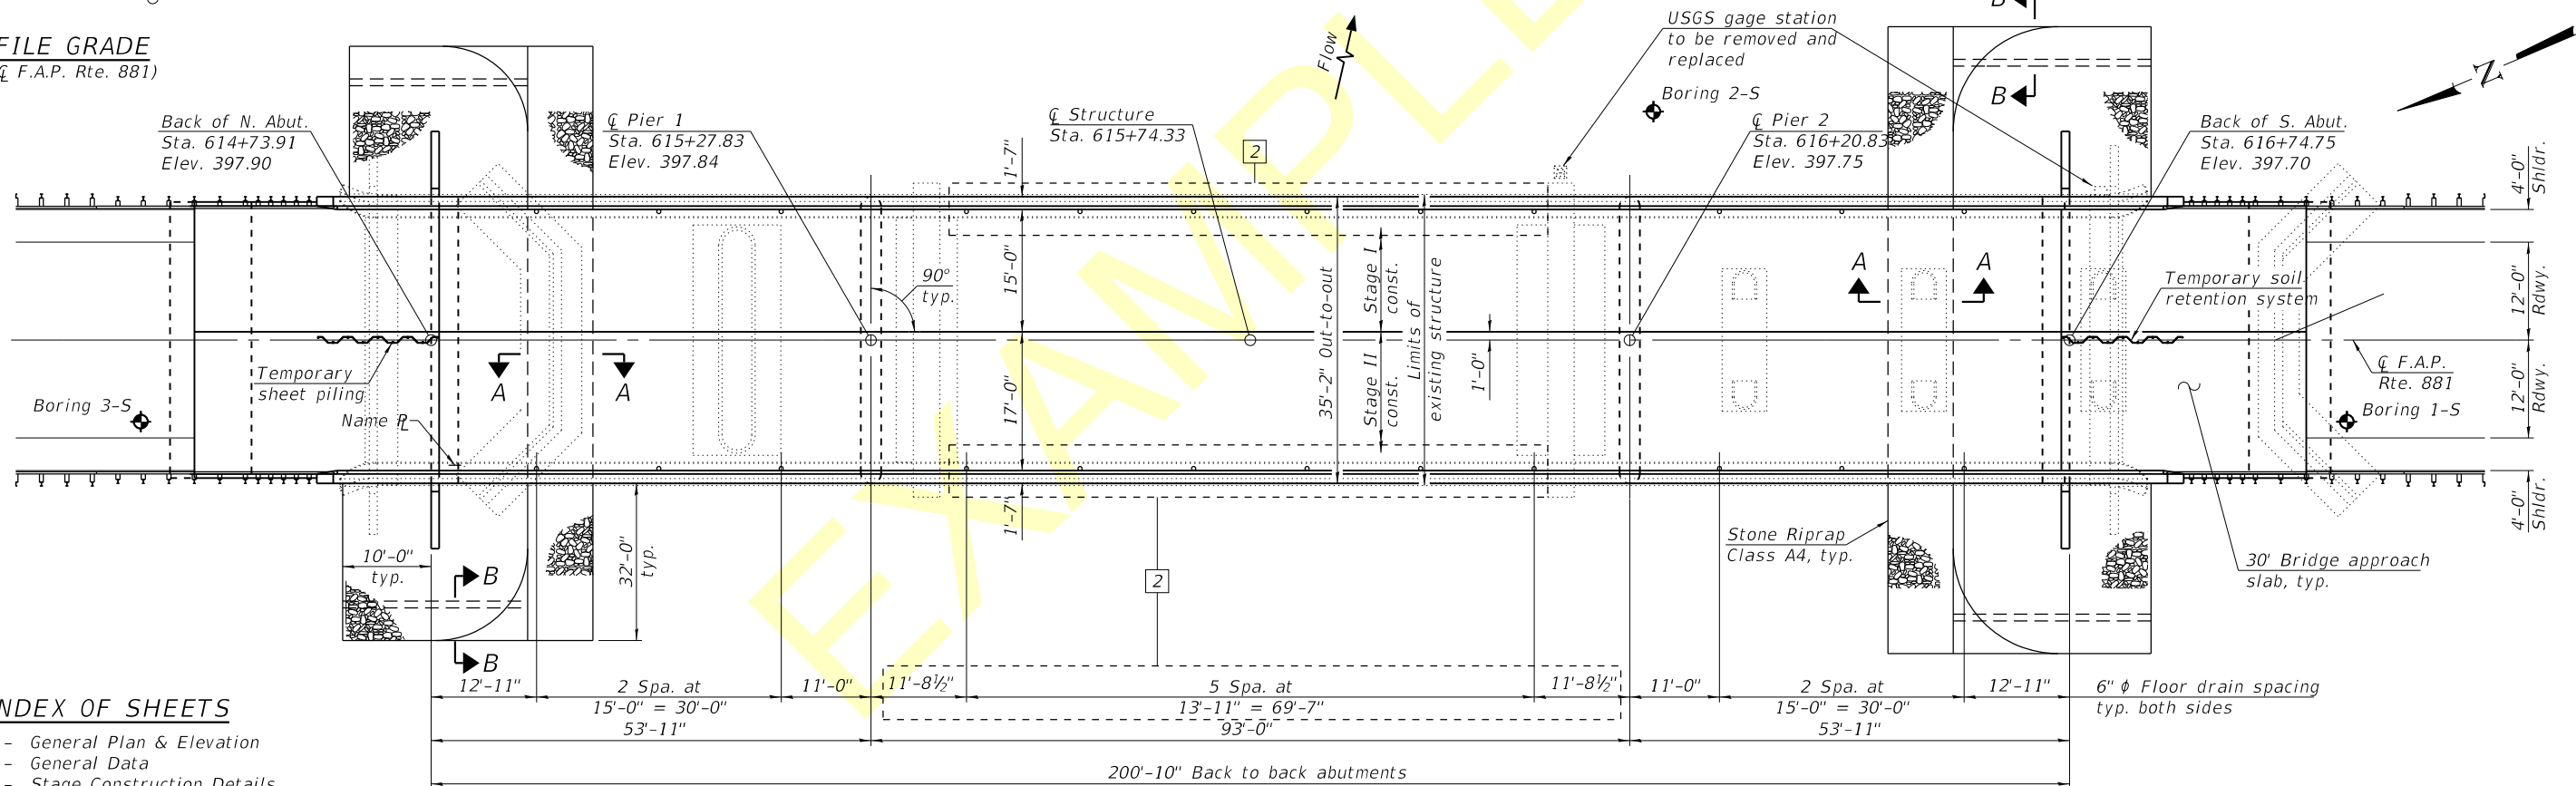 FILE GRADE
(℄ F.A.P. Rte. 881)
Back of N. Abut.
Sta. 614+73.91
Elev. 397.90
℄ Pier 1
Sta. 615+27.83
Elev. 397.84
℄ Structure
Sta. 615+74.33
Flow
2
USGS gage station
to be removed and
replaced
Boring 2-S
℄ Pier 2
Sta. 616+20.83
Elev. 397.75
B
B
Back of S. Abut.
Sta. 616+74.75
Elev. 397.70
N
4'-0"
Shldr.
12'-0"
Rdwy.
12'-0"
Rdwy.
4'-0"
Shldr.
1'-7"
15'-0"
17'-0"
1'-7"
90°
typ.
35'-2" Out-to-out
Stage I
const.
Stage II
const.
Limits of
existing structure
1'-0"
A
A
Temporary soil
retention system
℄ F.A.P.
Rte. 881
Boring 1-S
Temporary
sheet piling
A
A
Boring 3-S
Name ℙL
10'-0"
typ.
B
B
32'-0"
typ.
2
Stone Riprap
Class A4, typ.
30' Bridge approach
slab, typ.
12'-11"
2 Spa. at
15'-0" = 30'-0"
11'-0"
11'-8½"
5 Spa. at
13'-11" = 69'-7"
11'-8½"
11'-0"
2 Spa. at
15'-0" = 30'-0"
12'-11"
6" ϕ Floor drain spacing
typ. both sides
53'-11"
93'-0"
53'-11"
200'-10" Back to back abutments
NDEX OF SHEETS
- General Plan & Elevation
- General Data
- Stage Construction Details
EXAMPLE